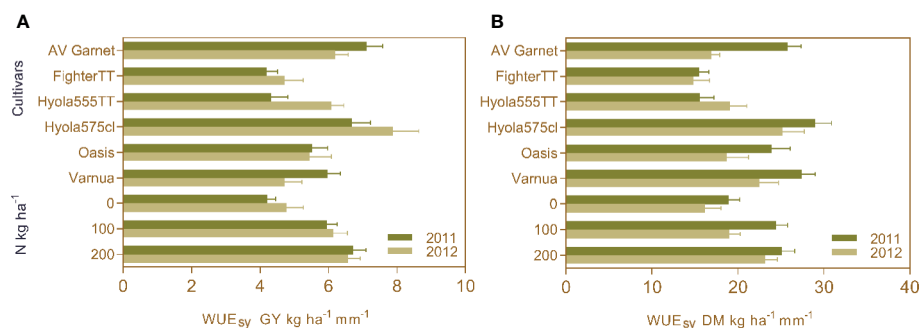 A
Cultivars
AV Garnet
FighterTT
Hyola555TT
Hyola575cl
Oasis
Varnua
N kg ha-1
0
100
200
2011
2012
0 2 4 6 8 10
WUEsy GY kg ha-1 mm-1
B
AV Garnet
FighterTT
Hyola555TT
Hyola575cl
Oasis
Varnua
0
100
200
2011
2012
0 10 20 30 40
WUEsy DM kg ha-1 mm-1